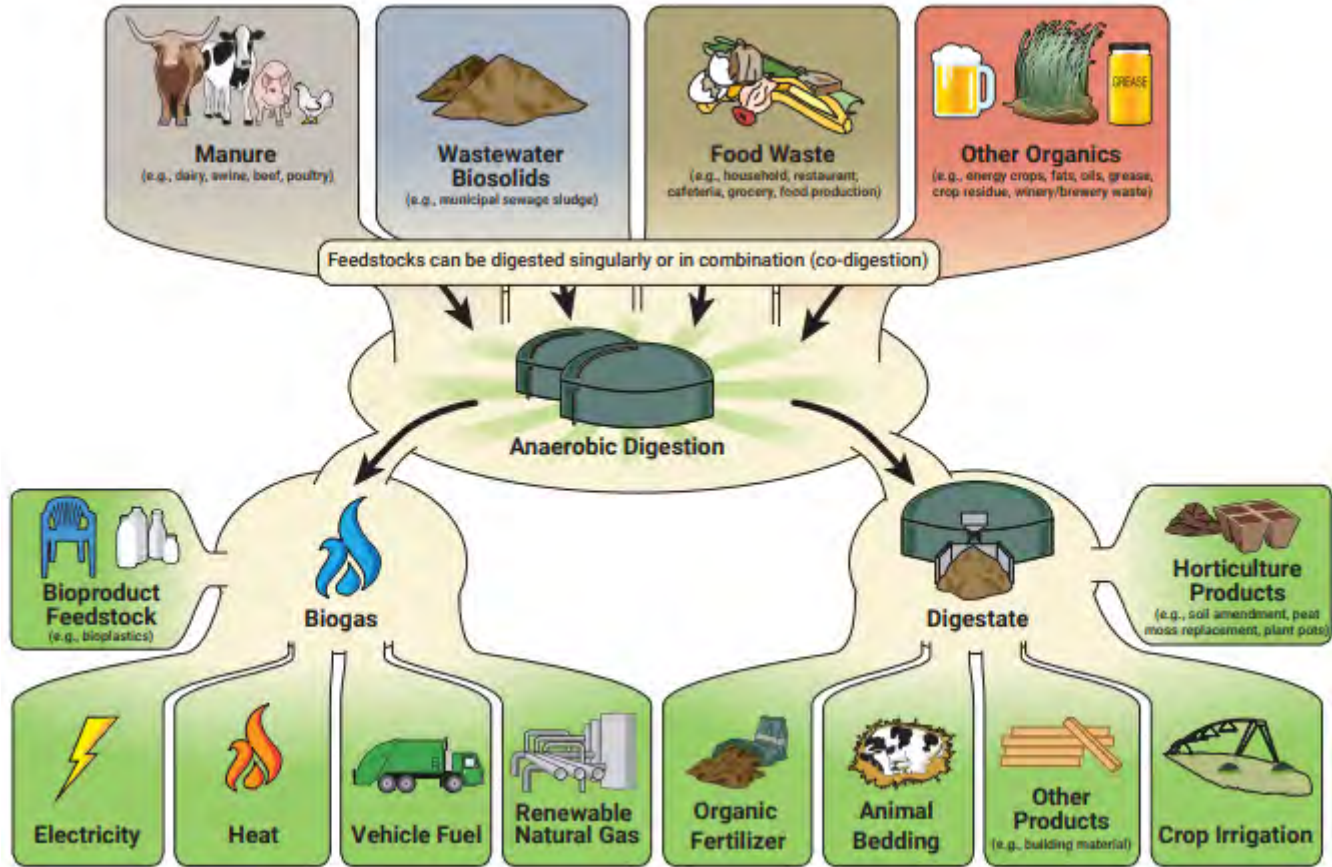 GREASE
Manure
(e.g., dairy, swine, beef, poultry)
Wastewater
Biosolids
(e.g., municipal sewage sludge)
Food Waste
(e.g., household, restaurant,
cafeteria, grocery, food production)
Other Organics
(e.g., energy crops, fats, oils, grease,
crop residue, winery/brewery waste)
Feedstocks can be digested singularly or in combination (co-digestion)
Anaerobic Digestion
Bioproduct
Feedstock
(e.g., bioplastics)
Biogas
Digestate
Horticulture
Products
(e.g., soil amendment, peat
moss replacement, plant pots)
Electricity
Heat
Vehicle Fuel
Renewable
Natural Gas
Organic
Fertilizer
Animal
Bedding
Other
Products
(e.g., building material)
Crop Irrigation